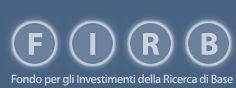 F I R B
Fondo per gli Investimenti della Ricerca di Base